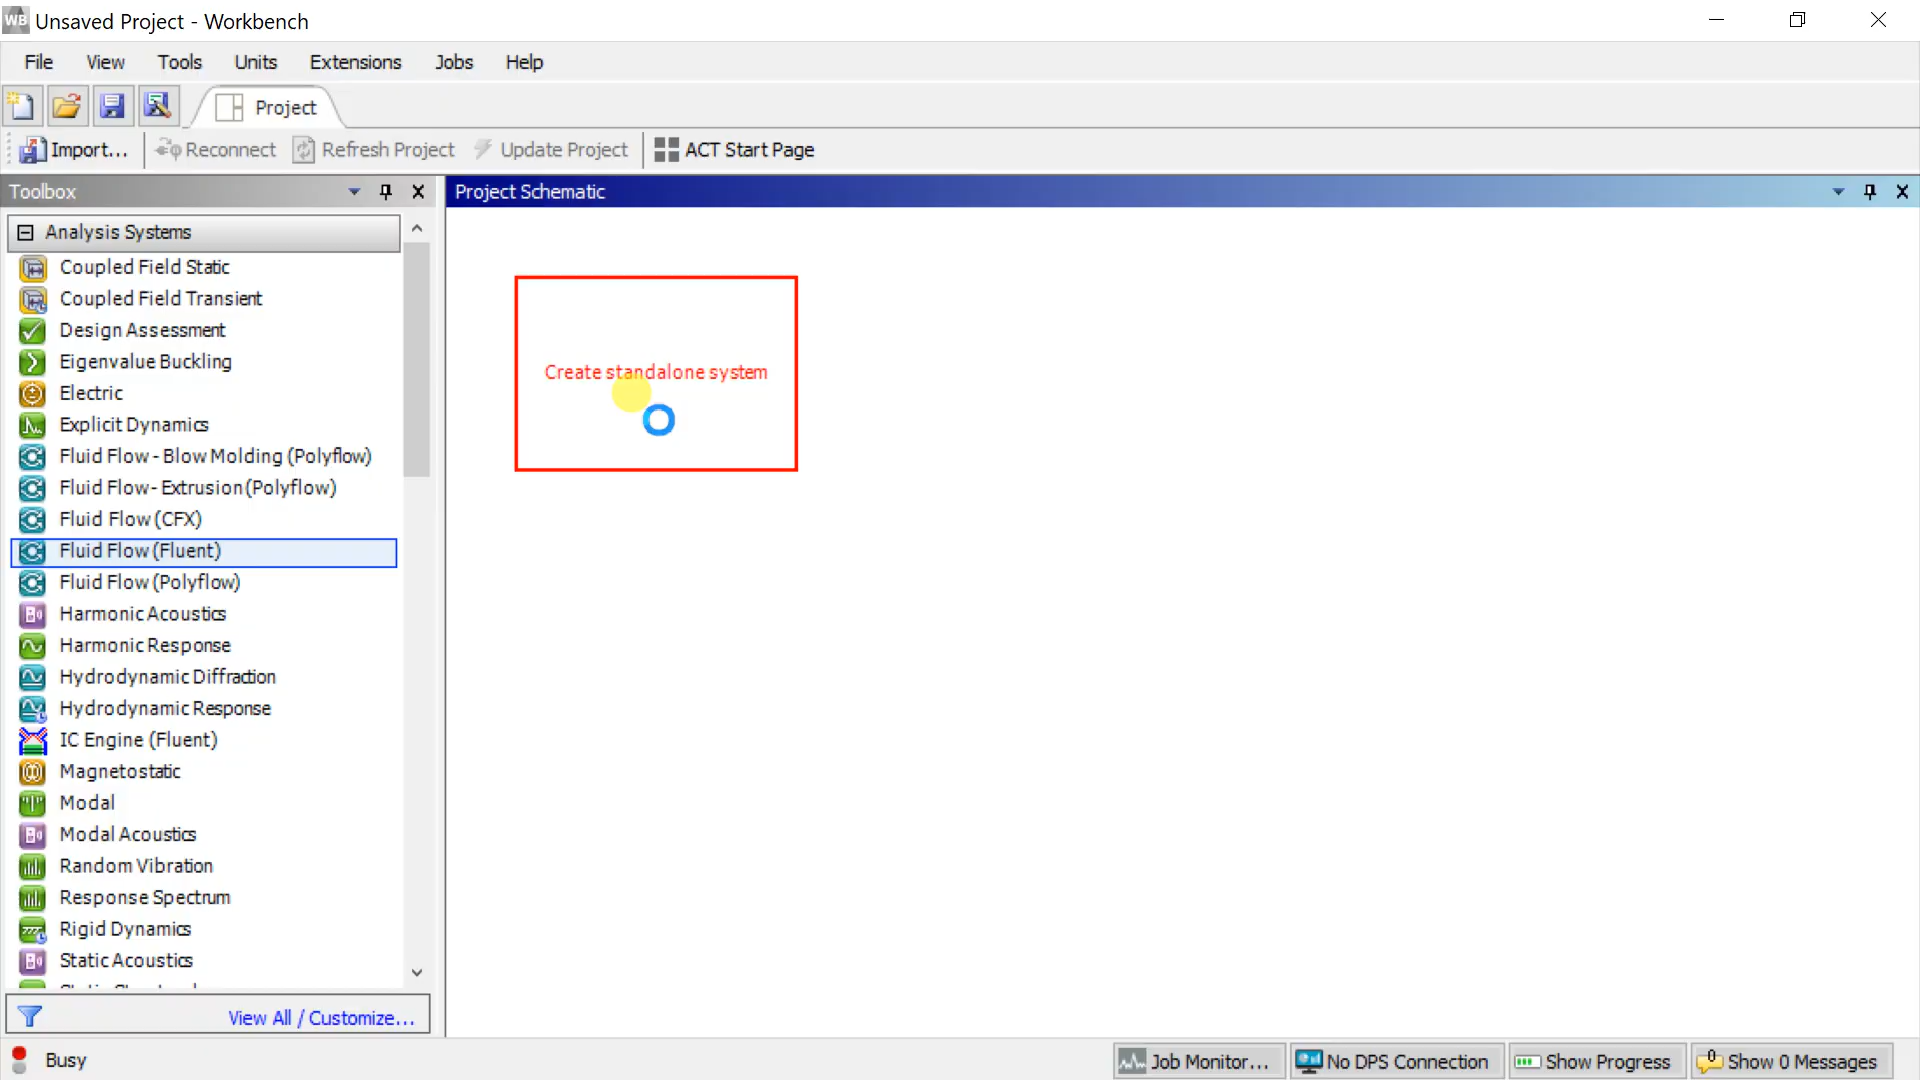 WB Unsaved Project - Workbench
File View Tools Units Extensions Jobs Help
Project
Import... Reconnect Refresh Project Update Project ACT Start Page
Toolbox
Project Schematic
Analysis Systems
Coupled Field Static
Coupled Field Transient
Design Assessment
Eigenvalue Buckling
Electric
Explicit Dynamics
Fluid Flow - Blow Molding (Polyflow)
Fluid Flow - Extrusion (Polyflow)
Fluid Flow (CFX)
Fluid Flow (Fluent)
Fluid Flow (Polyflow)
Harmonic Acoustics
Harmonic Response
Hydrodynamic Diffraction
Hydrodynamic Response
IC Engine (Fluent)
Magnetostatic
Modal
Modal Acoustics
Random Vibration
Response Spectrum
Rigid Dynamics
Static Acoustics
View All / Customize...
Create standalone system
Busy
Job Monitor... No DPS Connection Show Progress Show 0 Messages